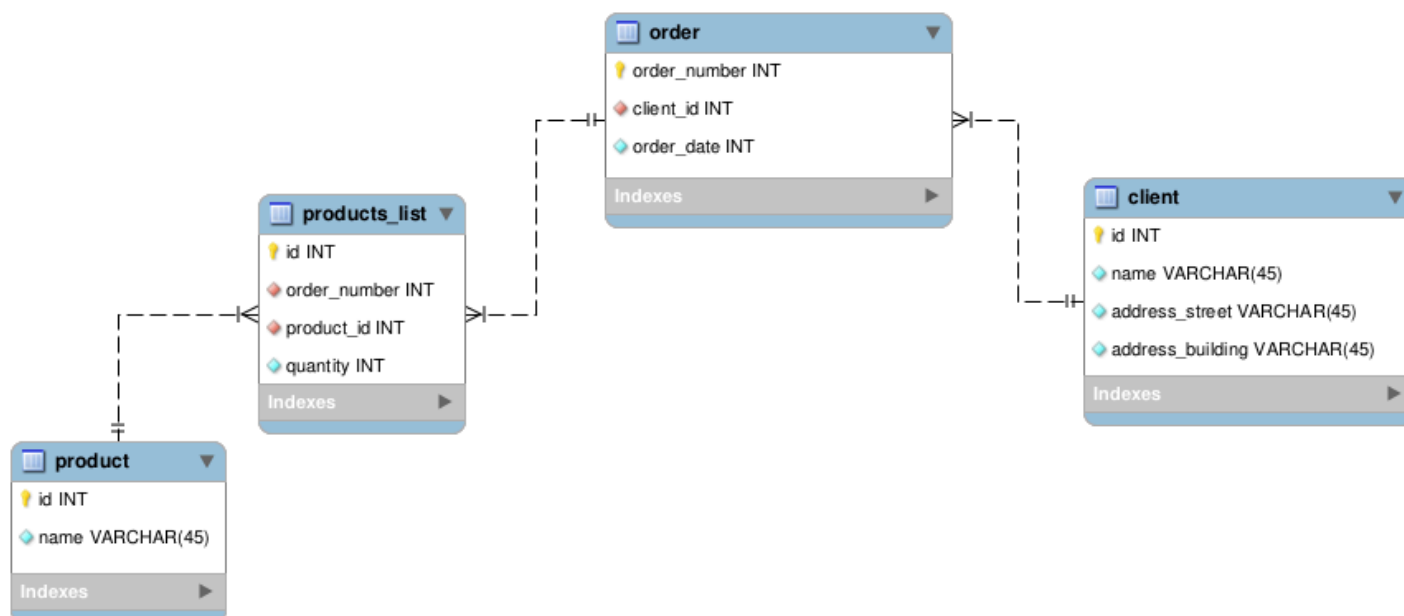 order
order_number INT
client_id INT
order_date INT
Indexes
products_list
id INT
order_number INT
product_id INT
quantity INT
Indexes
client
id INT
name VARCHAR(45)
address_street VARCHAR(45)
address_building VARCHAR(45)
Indexes
product
id INT
name VARCHAR(45)
Indexes